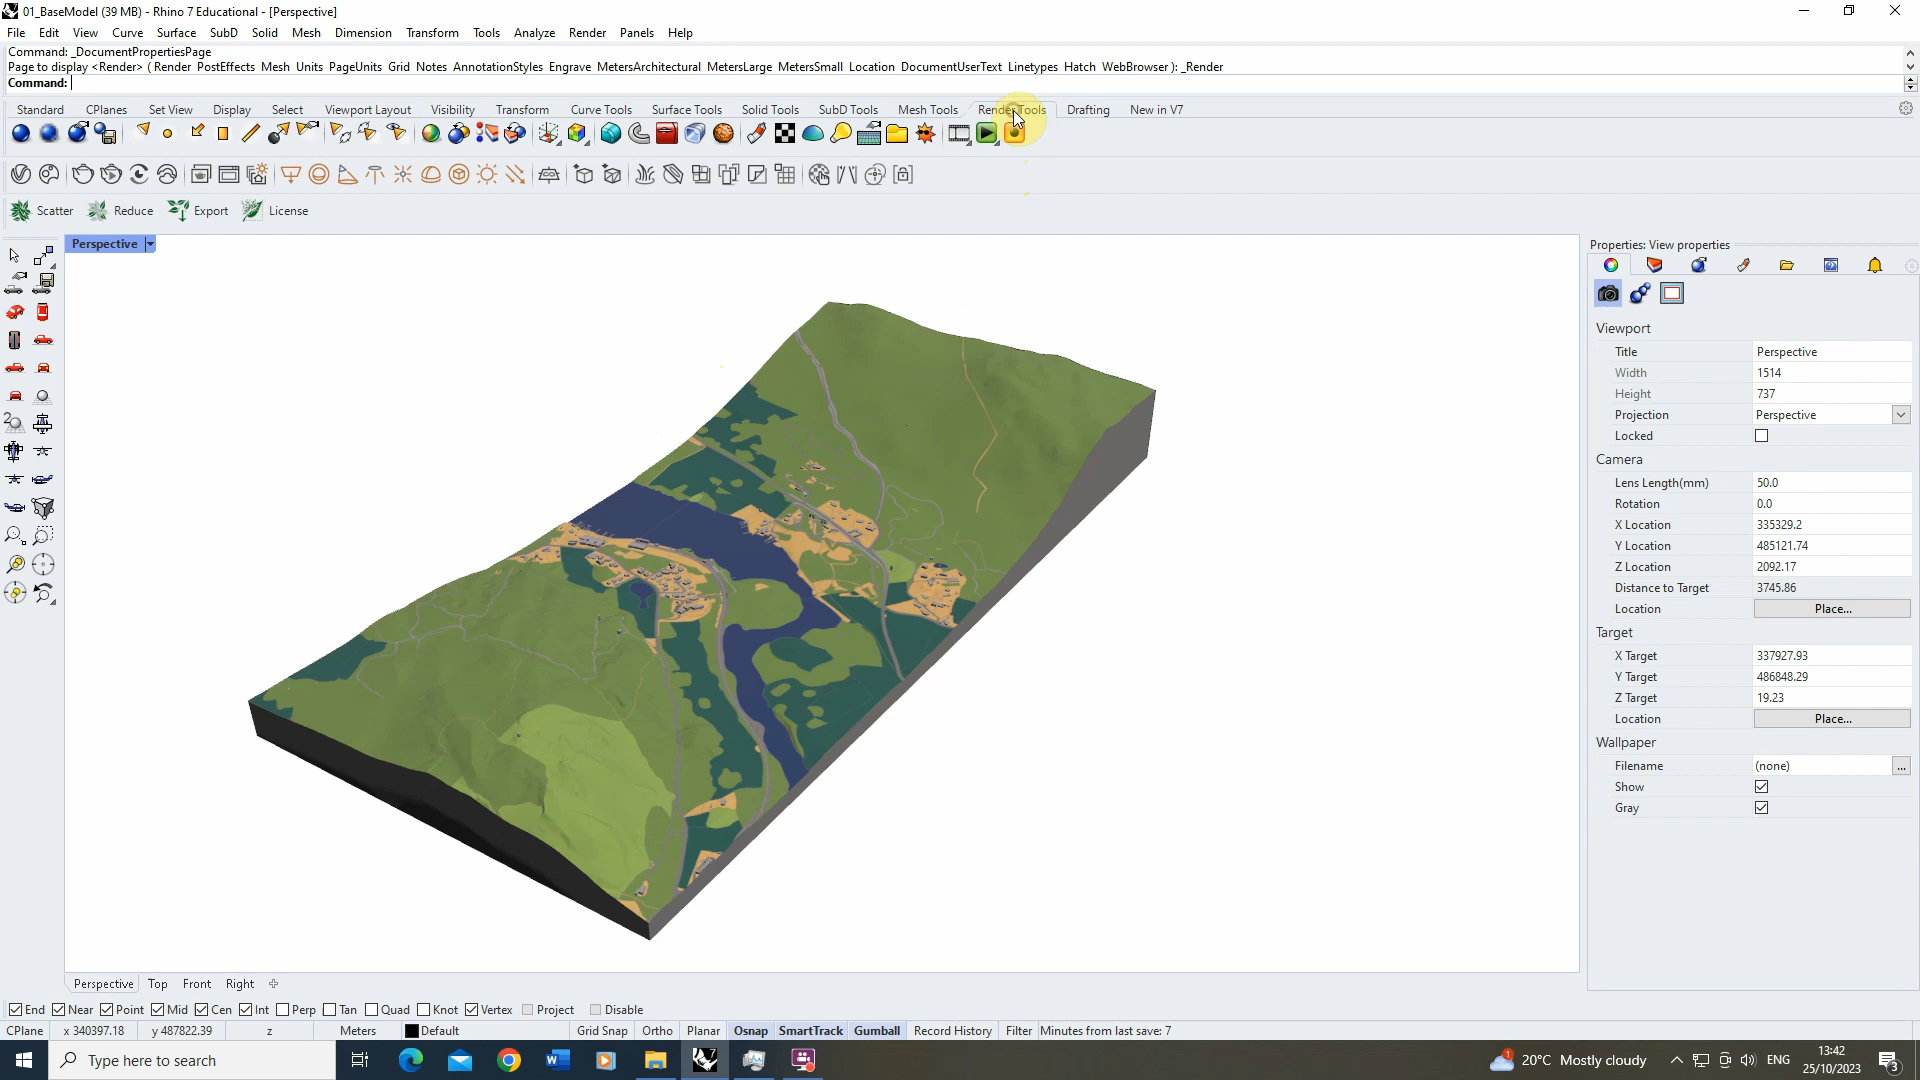 01_BaseModel (39 MB) - Rhino 7 Educational - [Perspective]
File Edit View Curve Surface SubD Solid Mesh Dimension Transform Tools Analyze Render Panels Help
Command: _DocumentPropertiesPage
Page to display <Render> ( Render PostEffects Mesh Units PageUnits Grid Notes AnnotationStyles Engrave MetersArchitectural MetersLarge MetersSmall Location DocumentUserText Linetypes Hatch WebBrowser ): _Render
Command:
Standard CPlanes Set View Display Select Viewport Layout Visibility Transform Curve Tools Surface Tools Solid Tools SubD Tools Mesh Tools Render Tools Drafting New in V7
Scatter Reduce Export License
Perspective
Properties: View properties
Viewport
Title Perspective
Width 1514
Height 737
Projection Perspective
Locked
Camera
Lens Length(mm) 50.0
Rotation 0.0
X Location 335329.2
Y Location 485121.74
Z Location 2092.17
Distance to Target 3745.86
Location Place...
Target
X Target 337927.93
Y Target 486848.29
Z Target 19.23
Location Place...
Wallpaper
Filename (none) ...
Show
Gray
Perspective Top Front Right
End Near Point Mid Cen Int Perp Tan Quad Knot Vertex Project Disable
CPlane x 340397.18 y 487822.39 z Meters Default Grid Snap Ortho Planar Osnap SmartTrack Gumball Record History Filter Minutes from last save: 7
Type here to search
20°C Mostly cloudy ENG
13:42
25/10/2023
3